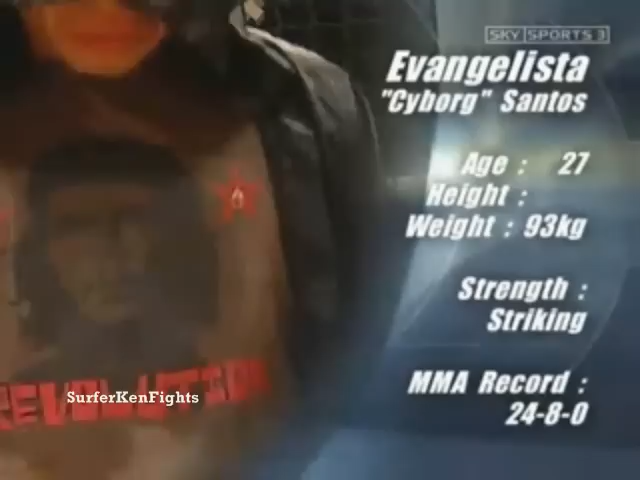 SKY SPORTS 3
Evangelista
"Cyborg" Santos
Age : 27
Height :
Weight : 93kg
Strength :
Striking
MMA Record :
24-8-0
REVOLUTION
SurferKenFights